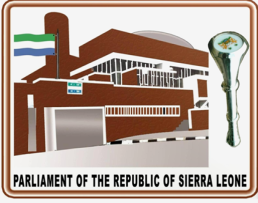 PARLIAMENT OF THE REPUBLIC OF SIERRA LEONE